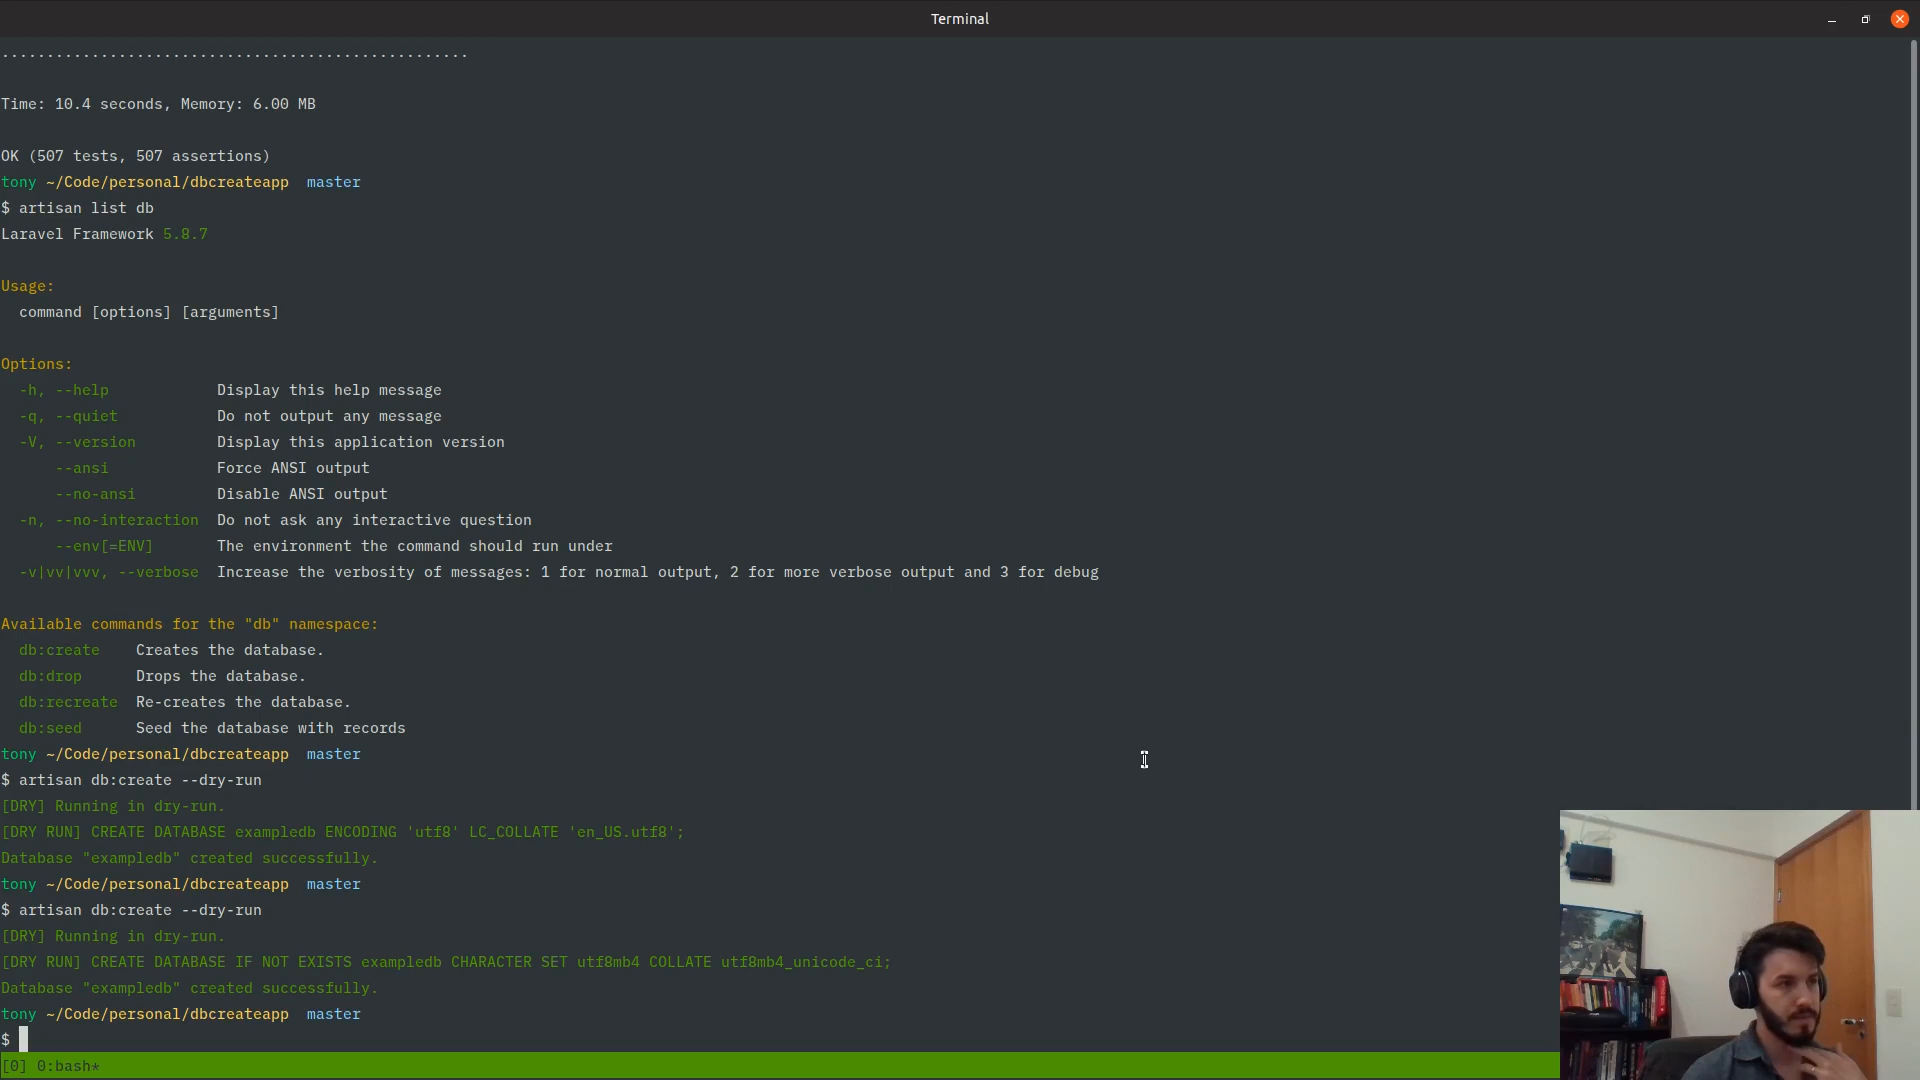 Terminal
..................................................
Time: 10.4 seconds, Memory: 6.00 MB
OK (507 tests, 507 assertions)
tony ~/Code/personal/dbcreateapp master
$ artisan list db
Laravel Framework 5.8.7
Usage:
command [options] [arguments]
Options:
-h, --help Display this help message
-q, --quiet Do not output any message
-V, --version Display this application version
--ansi Force ANSI output
--no-ansi Disable ANSI output
-n, --no-interaction Do not ask any interactive question
--env[=ENV] The environment the command should run under
-v|vv|vvv, --verbose Increase the verbosity of messages: 1 for normal output, 2 for more verbose output and 3 for debug
Available commands for the "db" namespace:
db:create Creates the database.
db:drop Drops the database.
db:recreate Re-creates the database.
db:seed Seed the database with records
tony ~/Code/personal/dbcreateapp master
$ artisan db:create --dry-run
[DRY] Running in dry-run.
[DRY RUN] CREATE DATABASE exampledb ENCODING 'utf8' LC_COLLATE 'en_US.utf8';
Database "exampledb" created successfully.
tony ~/Code/personal/dbcreateapp master
$ artisan db:create --dry-run
[DRY] Running in dry-run.
[DRY RUN] CREATE DATABASE IF NOT EXISTS exampledb CHARACTER SET utf8mb4 COLLATE utf8mb4_unicode_ci;
Database "exampledb" created successfully.
tony ~/Code/personal/dbcreateapp master
$
[0] 0:bash*